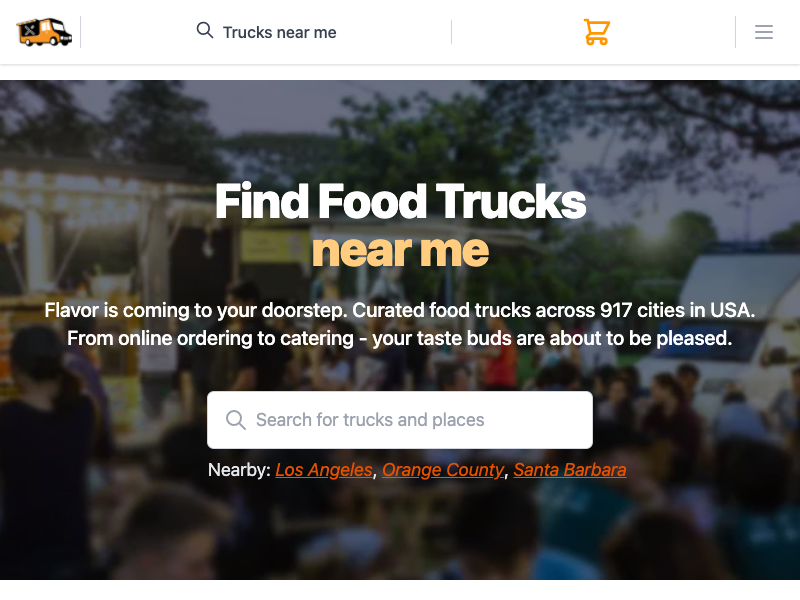 Trucks near me
Find Food Trucks
near me
Flavor is coming to your doorstep. Curated food trucks across 917 cities in USA.
From online ordering to catering - your taste buds are about to be pleased.
Search for trucks and places
Nearby: Los Angeles, Orange County, Santa Barbara